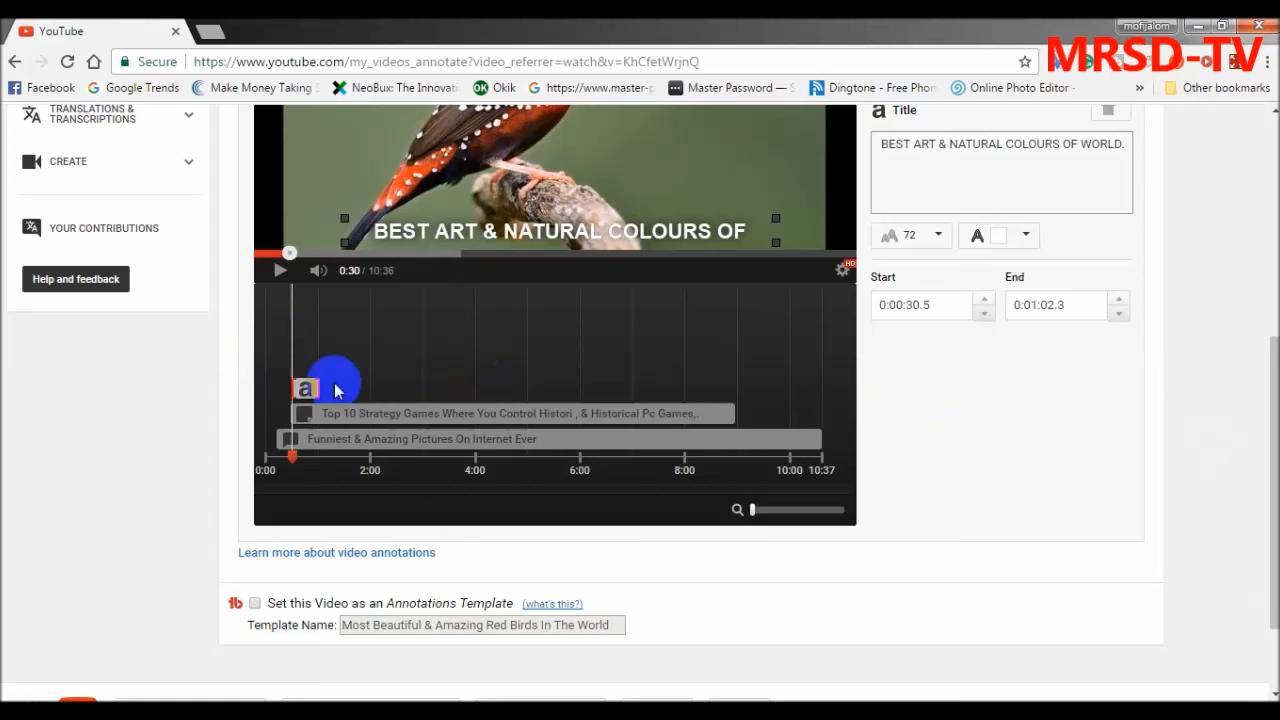 YouTube
mofijalom
MRSD-TV
Secure
https://www.youtube.com/my_videos_annotate?video_referrer=watch&v=KhCfetWrjnQ
Facebook
Google Trends
Make Money Taking
NeoBux: The Innovat
Okik
https://www.master-p
Master Password —
Dingtone - Free Phon
Online Photo Editor -
»
Other bookmarks
TRANSLATIONS &
TRANSCRIPTIONS
CREATE
YOUR CONTRIBUTIONS
Help and feedback
BEST ART & NATURAL COLOURS OF
0:30 / 10:36
HD
a
Top 10 Strategy Games Where You Control Histori , & Historical Pc Games,.
Funniest & Amazing Pictures On Internet Ever
0:00 2:00 4:00 6:00 8:00 10:00 10:37
a Title
BEST ART & NATURAL COLOURS OF WORLD.
AA 72
A
Start End
0:00:30.5 0:01:02.3
Learn more about video annotations
tb Set this Video as an Annotations Template (what's this?)
Template Name: Most Beautiful & Amazing Red Birds In The World